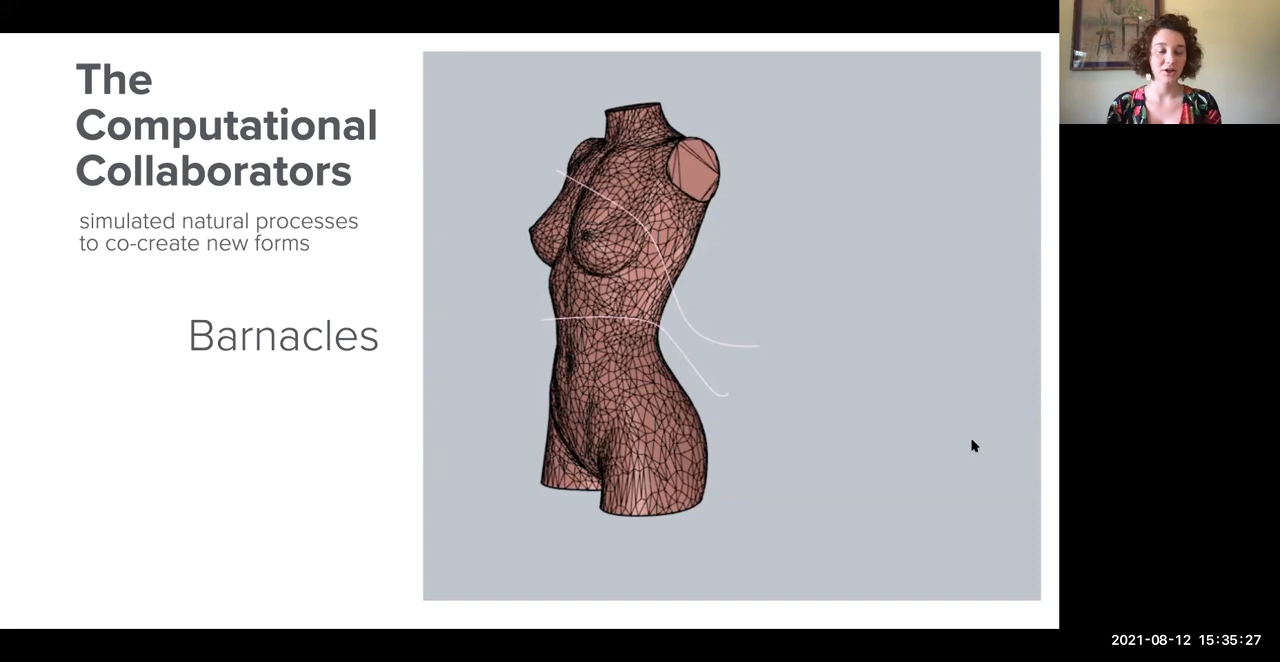 The
Computational
Collaborators
simulated natural processes
to co-create new forms
Barnacles
2021-08-12 15:35:27